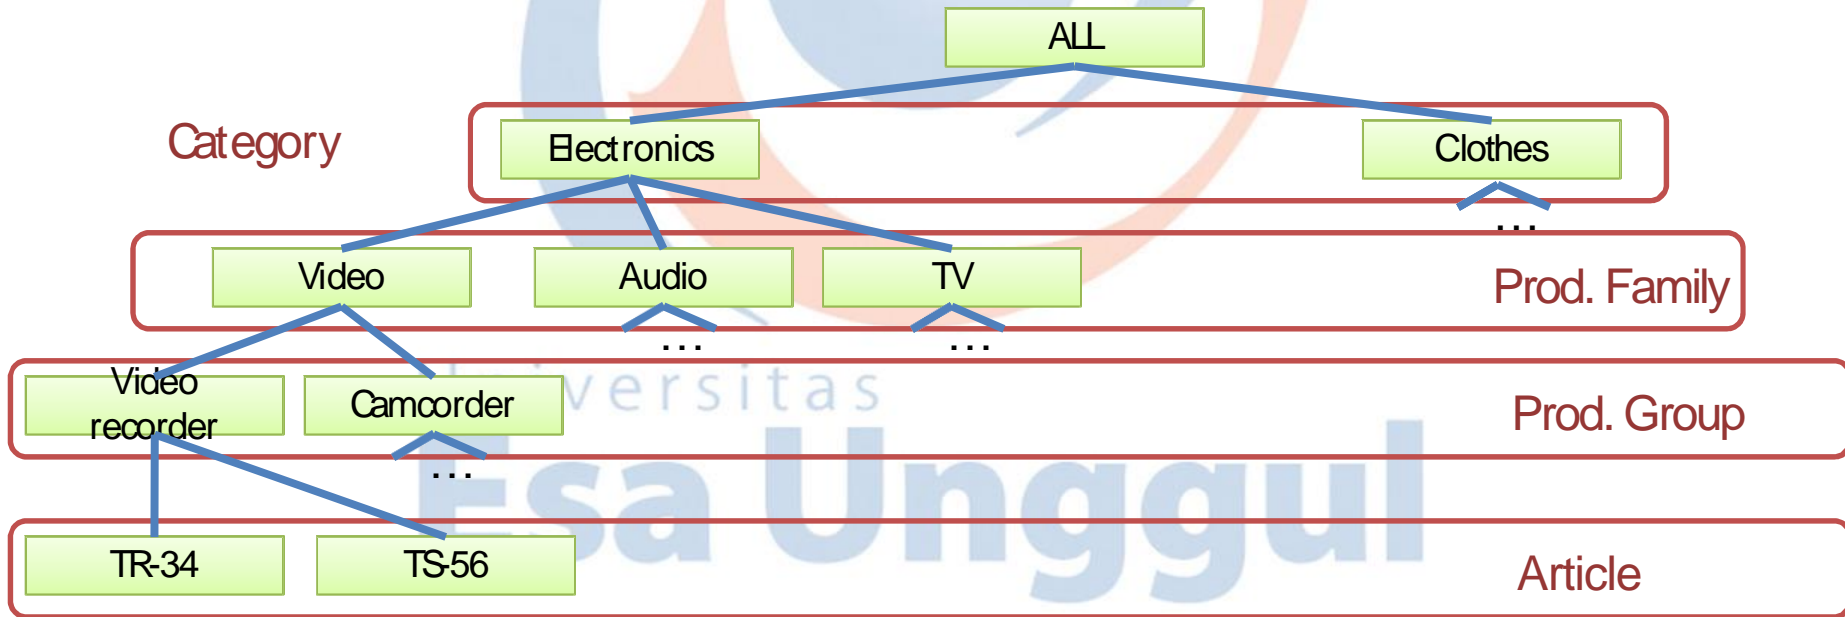 ALL
Category
Electronics
Clothes
...
Video
Audio
TV
Prod. Family
...
...
Video
recorder
Camcorder
Prod. Group
...
TR-34
TS-56
Article
versitas
Esa Unggul